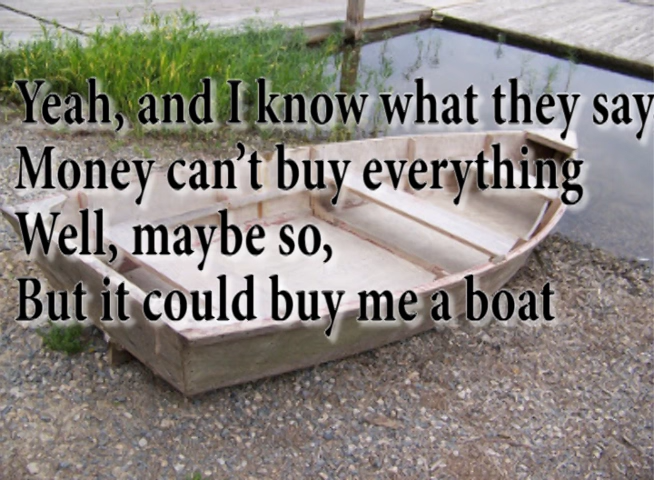 Yeah, and I know what they say
Money can't buy everything
Well, maybe so,
But it could buy me a boat